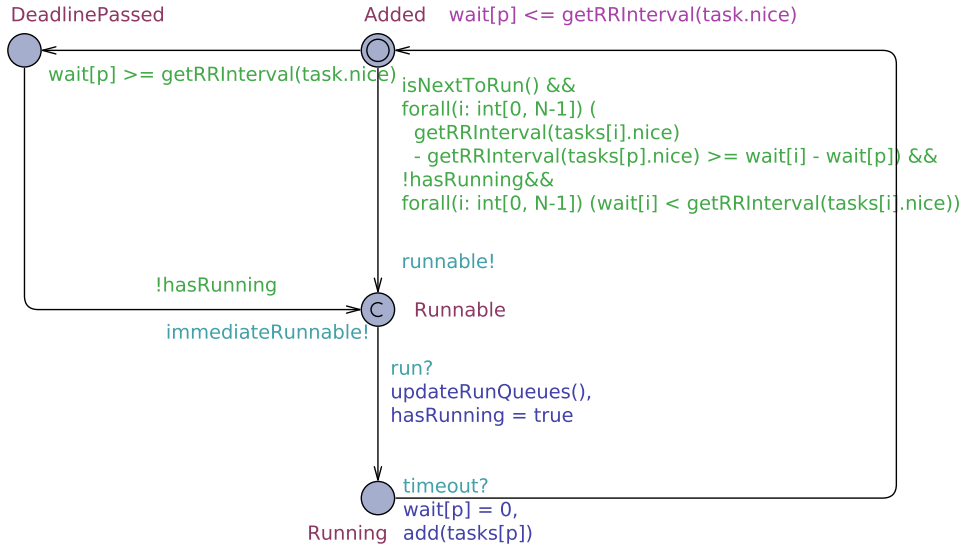 DeadlinePassed
Added
wait[p] <= getRRInterval(task.nice)
wait[p] >= getRRInterval(task.nice)
isNextToRun() &&
forall(i: int[0, N-1]) (
getRRInterval(tasks[i].nice)
- getRRInterval(tasks[p].nice) >= wait[i] - wait[p]) &&
!hasRunning&&
forall(i: int[0, N-1]) (wait[i] < getRRInterval(tasks[i].nice))
runnable!
!hasRunning
C
Runnable
immediateRunnable!
run?
updateRunQueues(),
hasRunning = true
timeout?
wait[p] = 0,
Running
add(tasks[p])